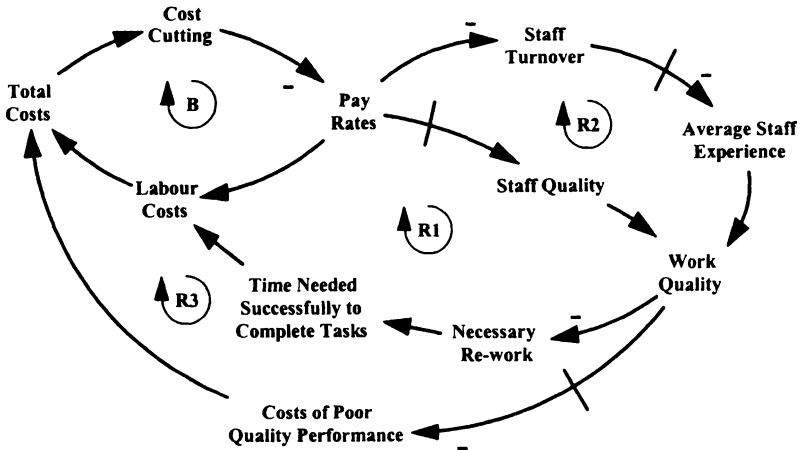 Cost
Cutting
Staff
Turnover
Total
Costs
B
Pay
Rates
R2
Average Staff
Experience
Labour
Costs
Staff Quality
R1
Work
Quality
R3
Time Needed
Successfully to
Complete Tasks
Necessary
Re-work
Costs of Poor
Quality Performance